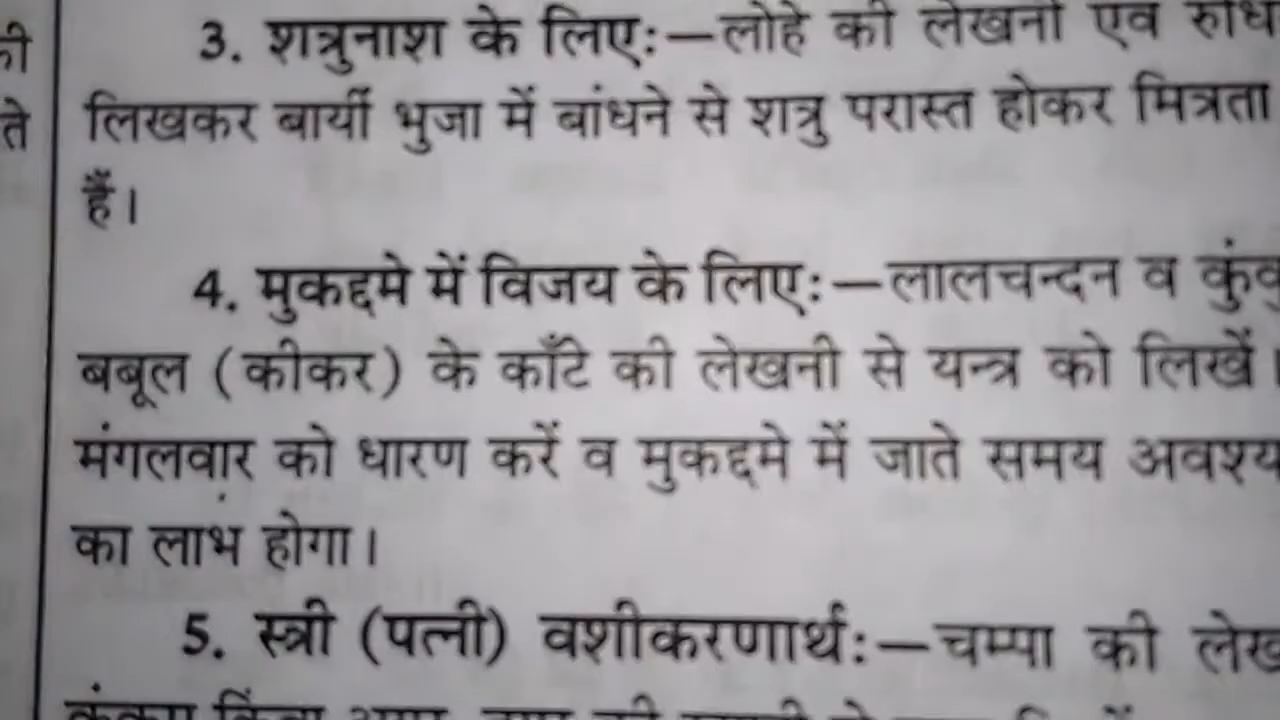 की
ते
3. शत्रुनाश के लिए:—लोहे की लेखनी एवं
लिखकर बायीं भुजा में बांधने से शत्रु परास्त होकर मित्रता
हैं।
4. मुकद्दमे में विजय के लिए:—लालचन्दन व
बबूल (कीकर) के काँटे की लेखनी से यन्त्र को लिखें।
मंगलवार को धारण करें व मुकद्दमे में जाते समय अवश्य
का लाभ होगा।
5. स्त्री (पत्नी) वशीकरणार्थ:—चम्पा की